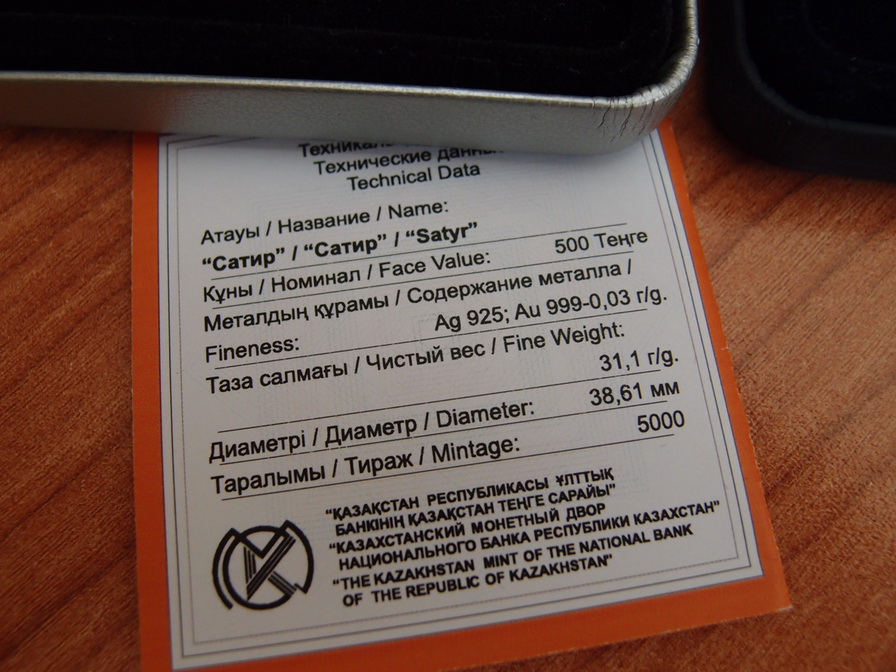 Технические данные
Technical Data
Атауы / Название / Name:
“Сатир” / “Сатир” / “Satyr”
Құны / Номинал / Face Value: 500 Теңге
Металдың құрамы / Содержание металла /
Fineness: Ag 925; Au 999-0,03 г/g.
Таза салмағы / Чистый вес / Fine Weight:
31,1 г/g.
Диаметрі / Диаметр / Diameter: 38,61 мм
Таралымы / Тираж / Mintage: 5000
“ҚАЗАҚСТАН РЕСПУБЛИКАСЫ ҰЛТТЫҚ
БАНКІНІҢ ҚАЗАҚСТАН ТЕҢГЕ САРАЙЫ”
“КАЗАХСТАНСКИЙ МОНЕТНЫЙ ДВОР
НАЦИОНАЛЬНОГО БАНКА РЕСПУБЛИКИ КАЗАХСТАН”
“THE KAZAKHSTAN MINT OF THE NATIONAL BANK
OF THE REPUBLIC OF KAZAKHSTAN”